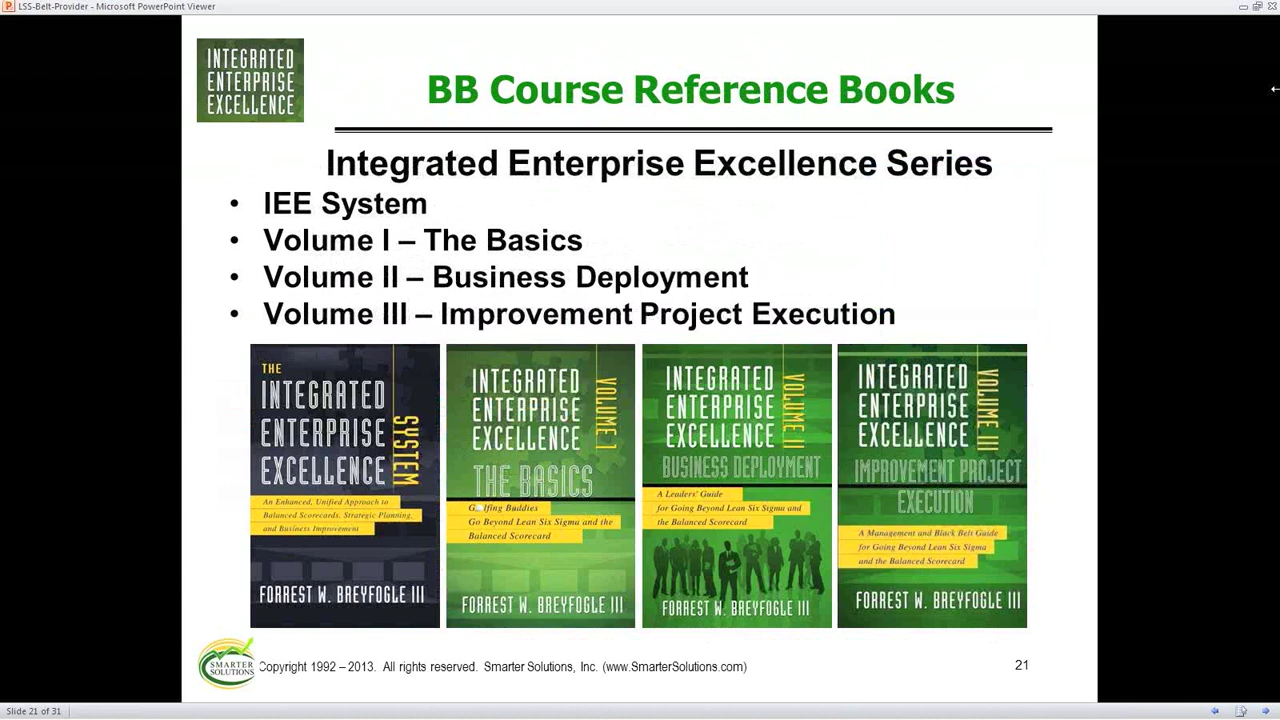 LSS-Belt-Provider - Microsoft PowerPoint Viewer
INTEGRATED
ENTERPRISE
EXCELLENCE
BB Course Reference Books
Integrated Enterprise Excellence Series
• IEE System
• Volume I – The Basics
• Volume II – Business Deployment
• Volume III – Improvement Project Execution
THE
INTEGRATED
ENTERPRISE
EXCELLENCE
SYSTEM
An Enhanced, Unified Approach to
Balanced Scorecards, Strategic Planning,
and Business Improvement
FORREST W. BREYFOGLE III
INTEGRATED
ENTERPRISE
EXCELLENCE
VOLUME I
THE BASICS
Golfing Buddies
Go Beyond Lean Six Sigma and the
Balanced Scorecard
FORREST W. BREYFOGLE III
INTEGRATED
ENTERPRISE
EXCELLENCE
VOLUME II
BUSINESS DEPLOYMENT
A Leaders' Guide
for Going Beyond Lean Six Sigma and
the Balanced Scorecard
FORREST W. BREYFOGLE III
INTEGRATED
ENTERPRISE
EXCELLENCE
VOLUME III
IMPROVEMENT PROJECT
EXECUTION
A Management and Black Belt Guide
for Going Beyond Lean Six Sigma
and the Balanced Scorecard
FORREST W. BREYFOGLE III
SMARTER
SOLUTIONS
Copyright 1992 – 2013. All rights reserved. Smarter Solutions, Inc. (www.SmarterSolutions.com)
21
Slide 21 of 31